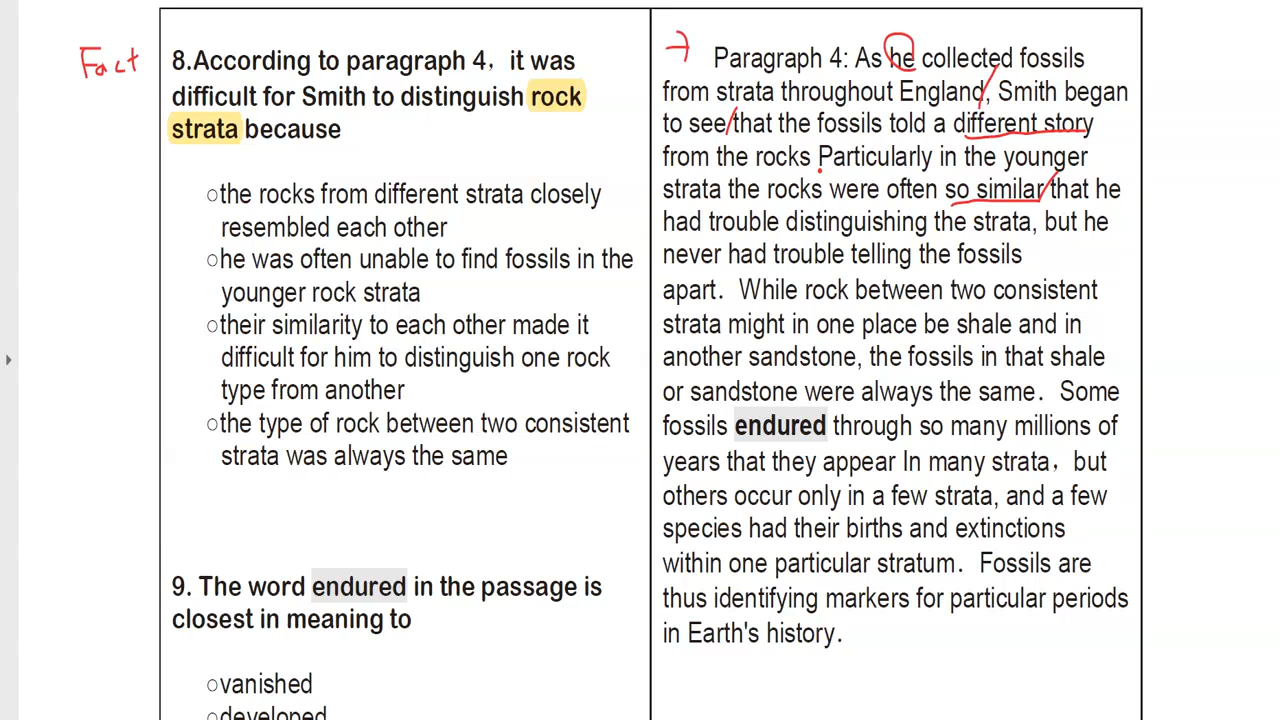 Fact
8.According to paragraph 4，it was
difficult for Smith to distinguish rock
strata because
○the rocks from different strata closely
resembled each other
○he was often unable to find fossils in the
younger rock strata
○their similarity to each other made it
difficult for him to distinguish one rock
type from another
○the type of rock between two consistent
strata was always the same
9. The word endured in the passage is
closest in meaning to
○vanished
○developed
Paragraph 4: As he collected fossils
from strata throughout England, Smith began
to see that the fossils told a different story
from the rocks Particularly in the younger
strata the rocks were often so similar that he
had trouble distinguishing the strata, but he
never had trouble telling the fossils
apart．While rock between two consistent
strata might in one place be shale and in
another sandstone, the fossils in that shale
or sandstone were always the same．Some
fossils endured through so many millions of
years that they appear In many strata，but
others occur only in a few strata, and a few
species had their births and extinctions
within one particular stratum．Fossils are
thus identifying markers for particular periods
in Earth's history．